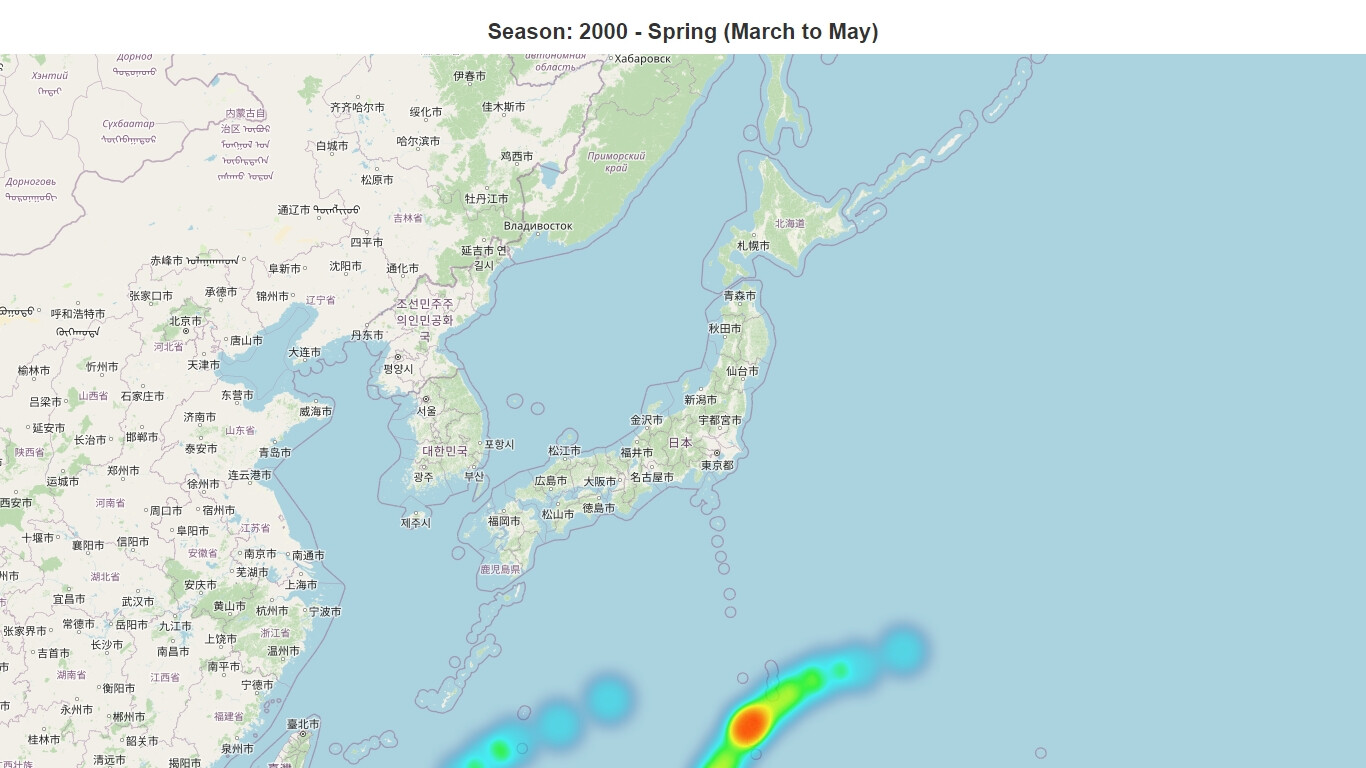 Season: 2000 - Spring (March to May)
Дорнод
автономная
область
Хабаровск
Хэнтий
伊春市
齐齐哈尔市
绥化市
佳木斯市
内蒙古自
治区
Сүхбаатар
哈尔滨市
白城市
鸡西市
Приморский
край
松原市
Дорноговь
牡丹江市
通辽市
吉林省
北海道
Владивосток
四平市
札幌市
延吉市 연
길시
赤峰市
阜新市
沈阳市
通化市
张家口市
承德市
锦州市
辽宁省
青森市
조선민주주
의인민공화
국
呼和浩特市
北京市
秋田市
丹东市
唐山市
河北省
大连市
天津市
忻州市
榆林市
평양시
仙台市
东营市
石家庄市
山西省
吕梁市
新潟市
서울
威海市
济南市
金沢市
宇都宮市
延安市
山东省
长治市
邯郸市
포항시
日本
泰安市
青岛市
陕西省
대한민국
松江市
福井市
東京都
郑州市
连云港市
광주
부산
名古屋市
运城市
徐州市
広島市
大阪市
西安市
河南省
周口市
宿州市
徳島市
松山市
福岡市
제주시
江苏省
阜阳市
十堰市
襄阳市
信阳市
安徽省
南京市
南通市
鹿児島県
芜湖市
州市
湖北省
安庆市
上海市
宜昌市
武汉市
黄山市
杭州市
宁波市
常德市
岳阳市
九江市
张家界市
浙江省
上饶市
长沙市
吉首市
南昌市
温州市
南平市
湖南省
江西省
衡阳市
宁德市
永州市
郴州市
福建省
臺北市
桂林市
韶关市
泉州市
清远市
揭阳市
臺灣